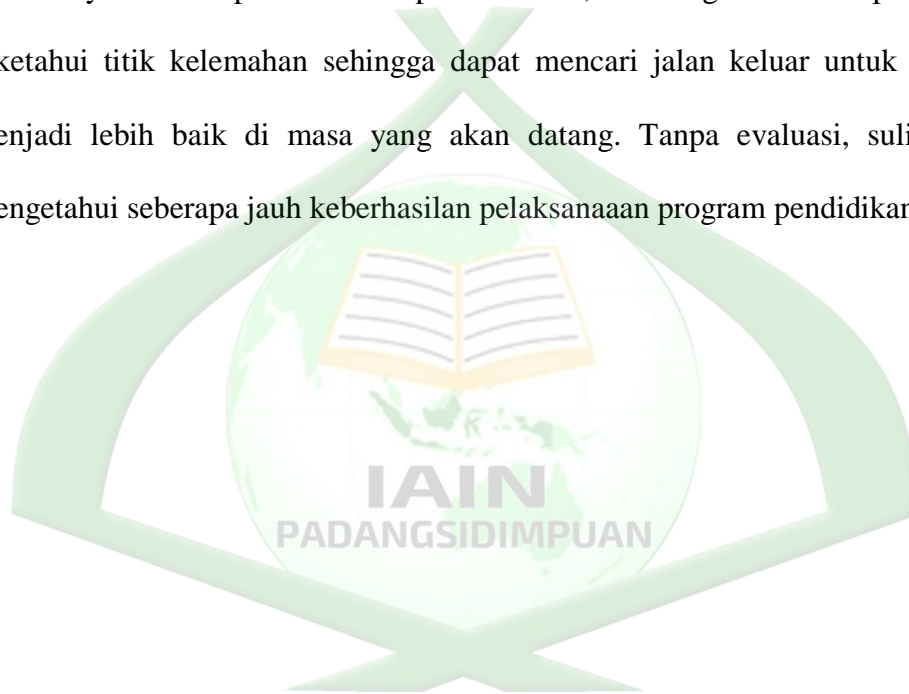 ketahui titik kelemahan sehingga dapat mencari jalan keluar untuk
enjadi lebih baik di masa yang akan datang. Tanpa evaluasi, suli
engetahui seberapa jauh keberhasilan pelaksanaaan program pendidikan
IAIN
PADANGSIDIMPUAN